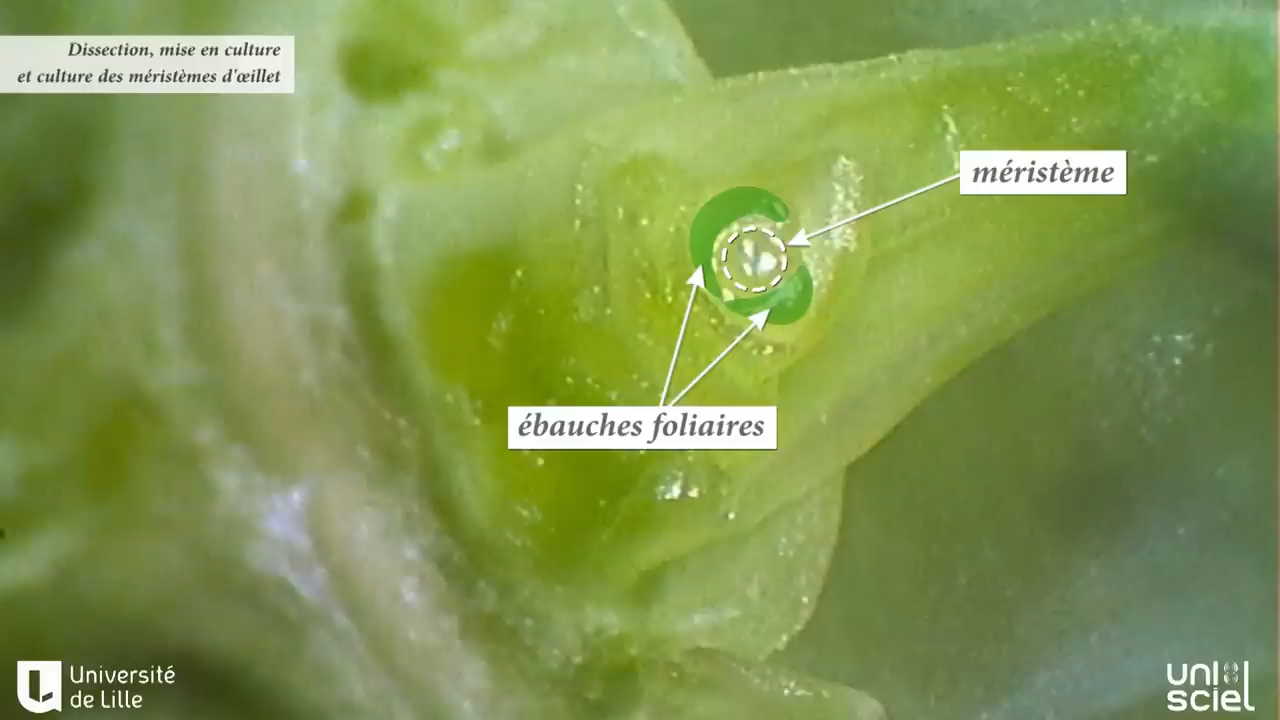 Dissection, mise en culture
et culture des méristèmes d'œillet
méristème
ébauches foliaires
Université
de Lille
uni
sciel